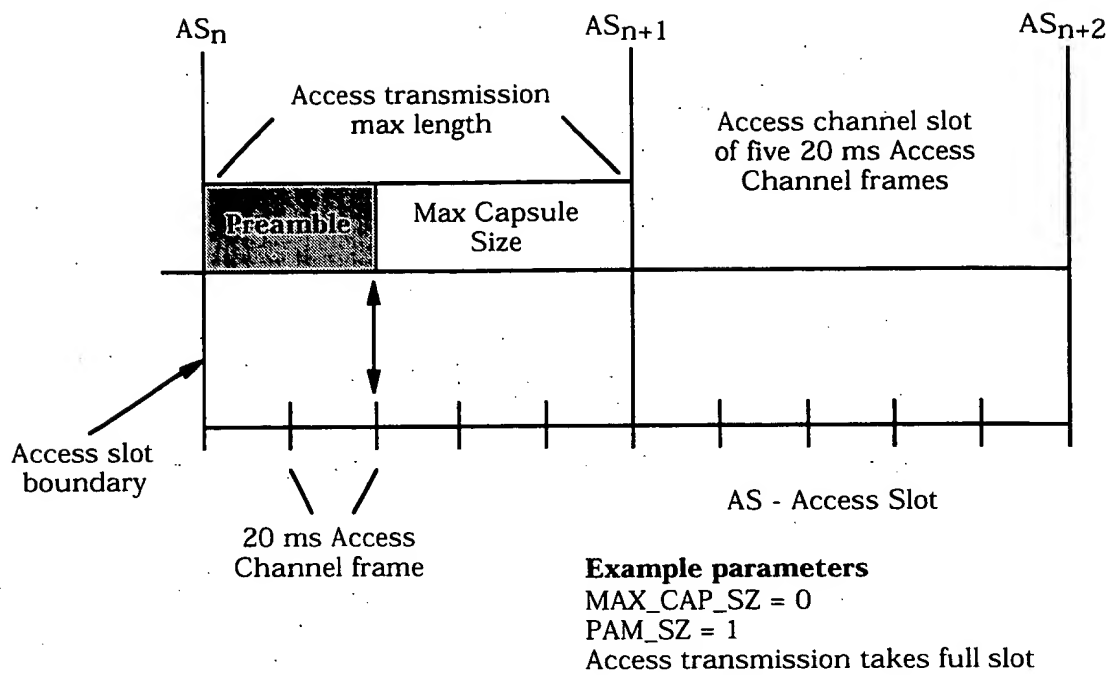 ASn
ASn+1
ASn+2
Access transmission
max length
Access channel slot
of five 20 ms Access
Channel frames
Preamble
Max Capsule
Size
Access slot
boundary
20 ms Access
Channel frame
AS - Access Slot
Example parameters
MAX_CAP_SZ = 0
PAM_SZ = 1
Access transmission takes full slot